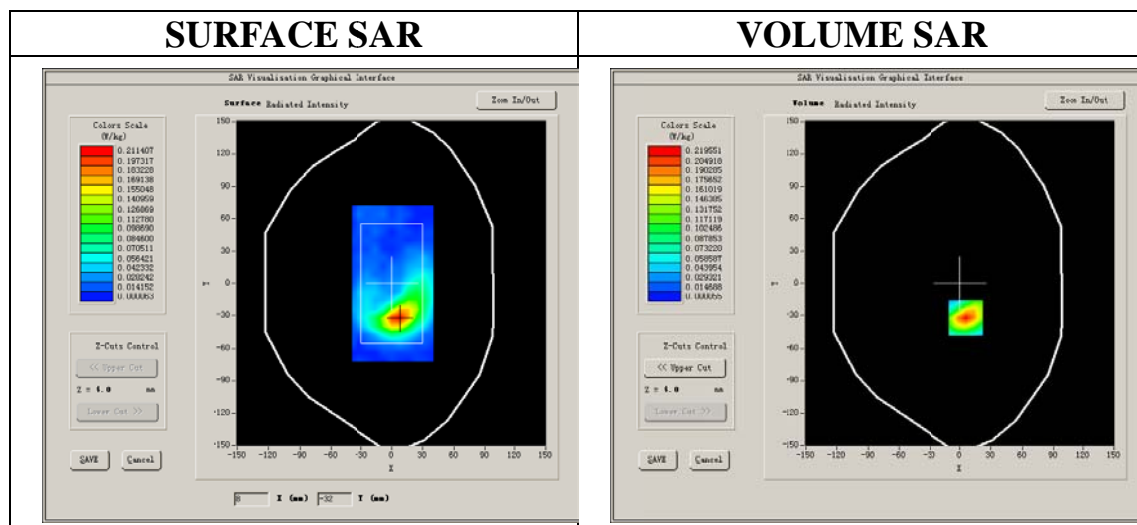 SURFACE SAR
VOLUME SAR
SAR Visualisation Graphical Interface
Surface Radiated Intensity
Zoom In/Out
Colors Scale
(W/kg)
0.211407
0.197317
0.183228
0.169138
0.155048
0.140959
0.126869
0.112780
0.098690
0.084600
0.070511
0.056421
0.042332
0.028242
0.014152
0.000063
150
120
90
60
30
0
-30
-60
-90
-120
-150
Y
-150 -120 -90 -60 -30 0 30 60 90 120 150
X
Z-Cuts Control
<< Upper Cut
Z = 4.0 mm
Lower Cut >>
SAVE
Cancel
8 X (mm) -32 Y (mm)
SAR Visualisation Graphical Interface
Volume Radiated Intensity
Zoom In/Out
Colors Scale
(W/kg)
0.219551
0.204918
0.190285
0.175652
0.161019
0.146385
0.131752
0.117119
0.102486
0.087853
0.073220
0.058587
0.043954
0.029321
0.014688
0.000055
150
120
90
60
30
0
-30
-60
-90
-120
-150
Y
-150 -120 -90 -60 -30 0 30 60 90 120 150
X
Z-Cuts Control
<< Upper Cut
Z = 4.0 mm
Lower Cut >>
SAVE
Cancel